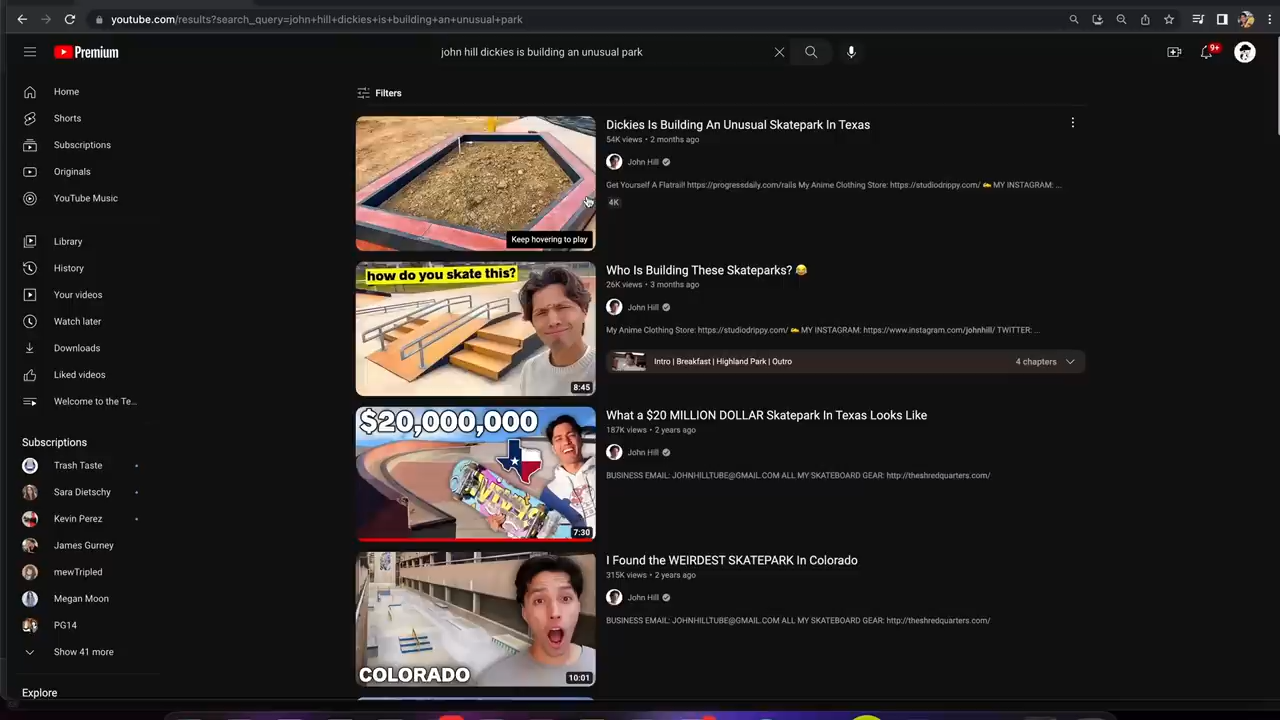 youtube.com/results?search_query=john+hill+dickies+is+building+an+unusual+park
Premium
john hill dickies is building an unusual park
9+
Home
Shorts
Subscriptions
Originals
YouTube Music
Library
History
Your videos
Watch later
Downloads
Liked videos
Welcome to the Te...
Subscriptions
Trash Taste
Sara Dietschy
Kevin Perez
James Gurney
mewTripled
Megan Moon
PG14
Show 41 more
Explore
Filters
Keep hovering to play
Dickies Is Building An Unusual Skatepark In Texas
54K views • 2 months ago
John Hill
Get Yourself A Flatrail! https://progressdaily.com/rails My Anime Clothing Store: https://studiodrippy.com/ 👟 MY INSTAGRAM: ...
4K
how do you skate this?
8:45
Who Is Building These Skateparks? 😂
26K views • 3 months ago
John Hill
My Anime Clothing Store: https://studiodrippy.com/ 👟 MY INSTAGRAM: https://www.instagram.com/johnhill/ TWITTER: ...
Intro | Breakfast | Highland Park | Outro
4 chapters
$20,000,000
7:30
What a $20 MILLION DOLLAR Skatepark In Texas Looks Like
187K views • 2 years ago
John Hill
BUSINESS EMAIL: JOHNHILLTUBE@GMAIL.COM ALL MY SKATEBOARD GEAR: http://theshredquarters.com/
COLORADO
10:01
I Found the WEIRDEST SKATEPARK In Colorado
315K views • 2 years ago
John Hill
BUSINESS EMAIL: JOHNHILLTUBE@GMAIL.COM ALL MY SKATEBOARD GEAR: http://theshredquarters.com/